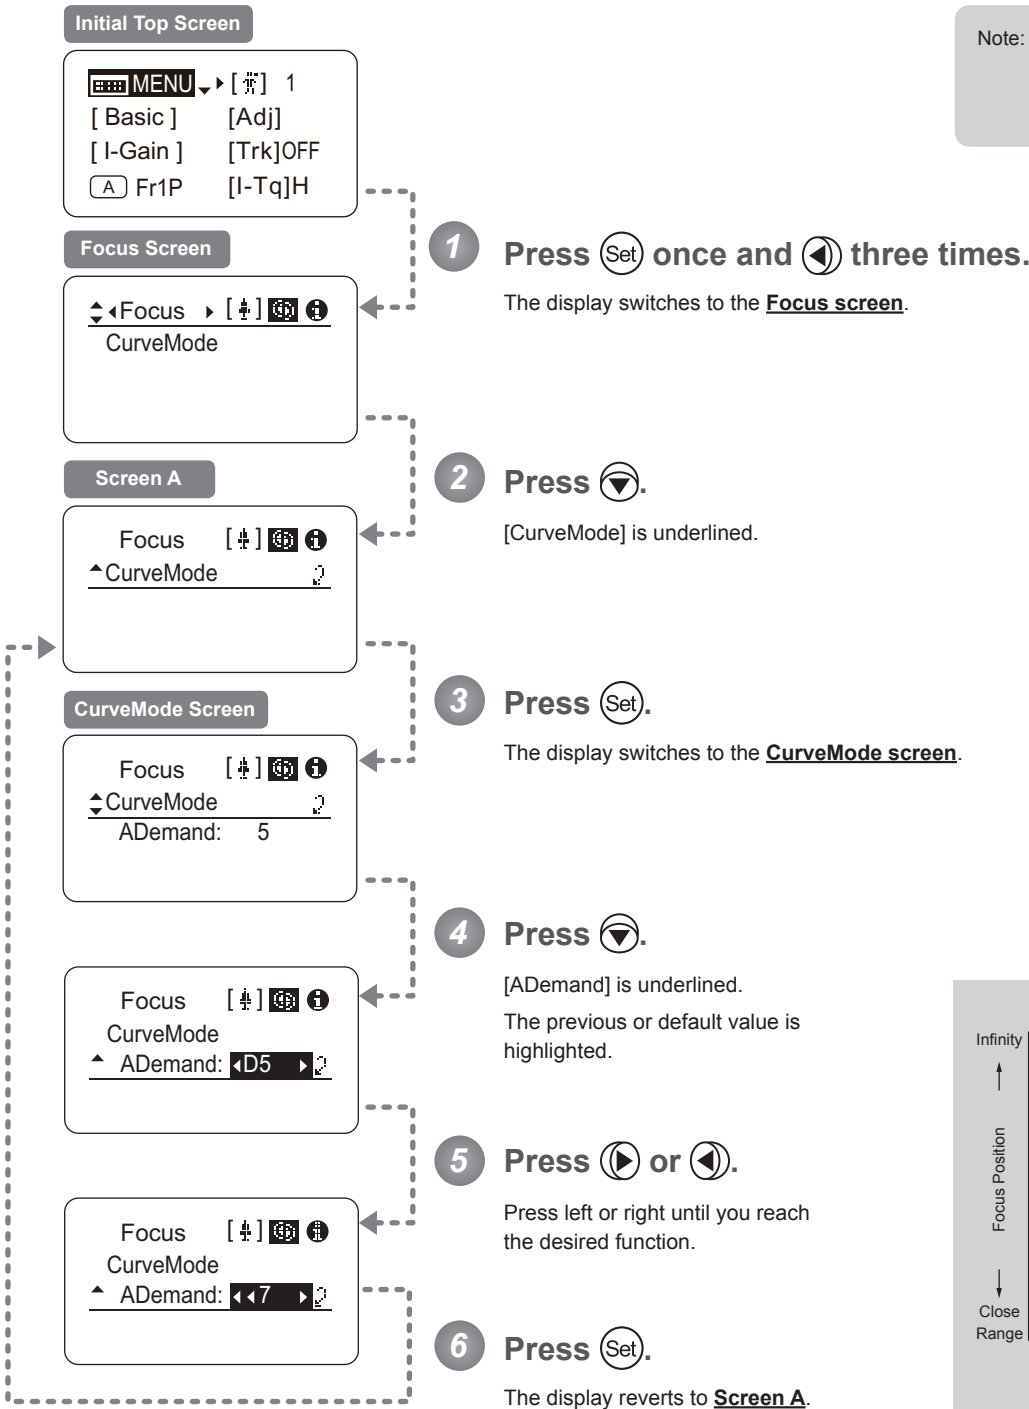 Initial Top Screen
MENU [ ] 1
[ Basic ] [Adj]
[ I-Gain ] [Trk]OFF
A Fr1P [I-Tq]H
Focus Screen
Focus [ ]
CurveMode
Screen A
Focus [ ]
CurveMode
CurveMode Screen
Focus [ ]
CurveMode
ADemand: 5
Focus [ ]
CurveMode
ADemand: D5
Focus [ ]
CurveMode
ADemand: 7
1 Press Set once and three times.
The display switches to the Focus screen.
2 Press .
[CurveMode] is underlined.
3 Press Set.
The display switches to the CurveMode screen.
4 Press .
[ADemand] is underlined.
The previous or default value is
highlighted.
5 Press or .
Press left or right until you reach
the desired function.
6 Press Set.
The display reverts to Screen A.
Note:
Infinity
Focus Position
Close
Range